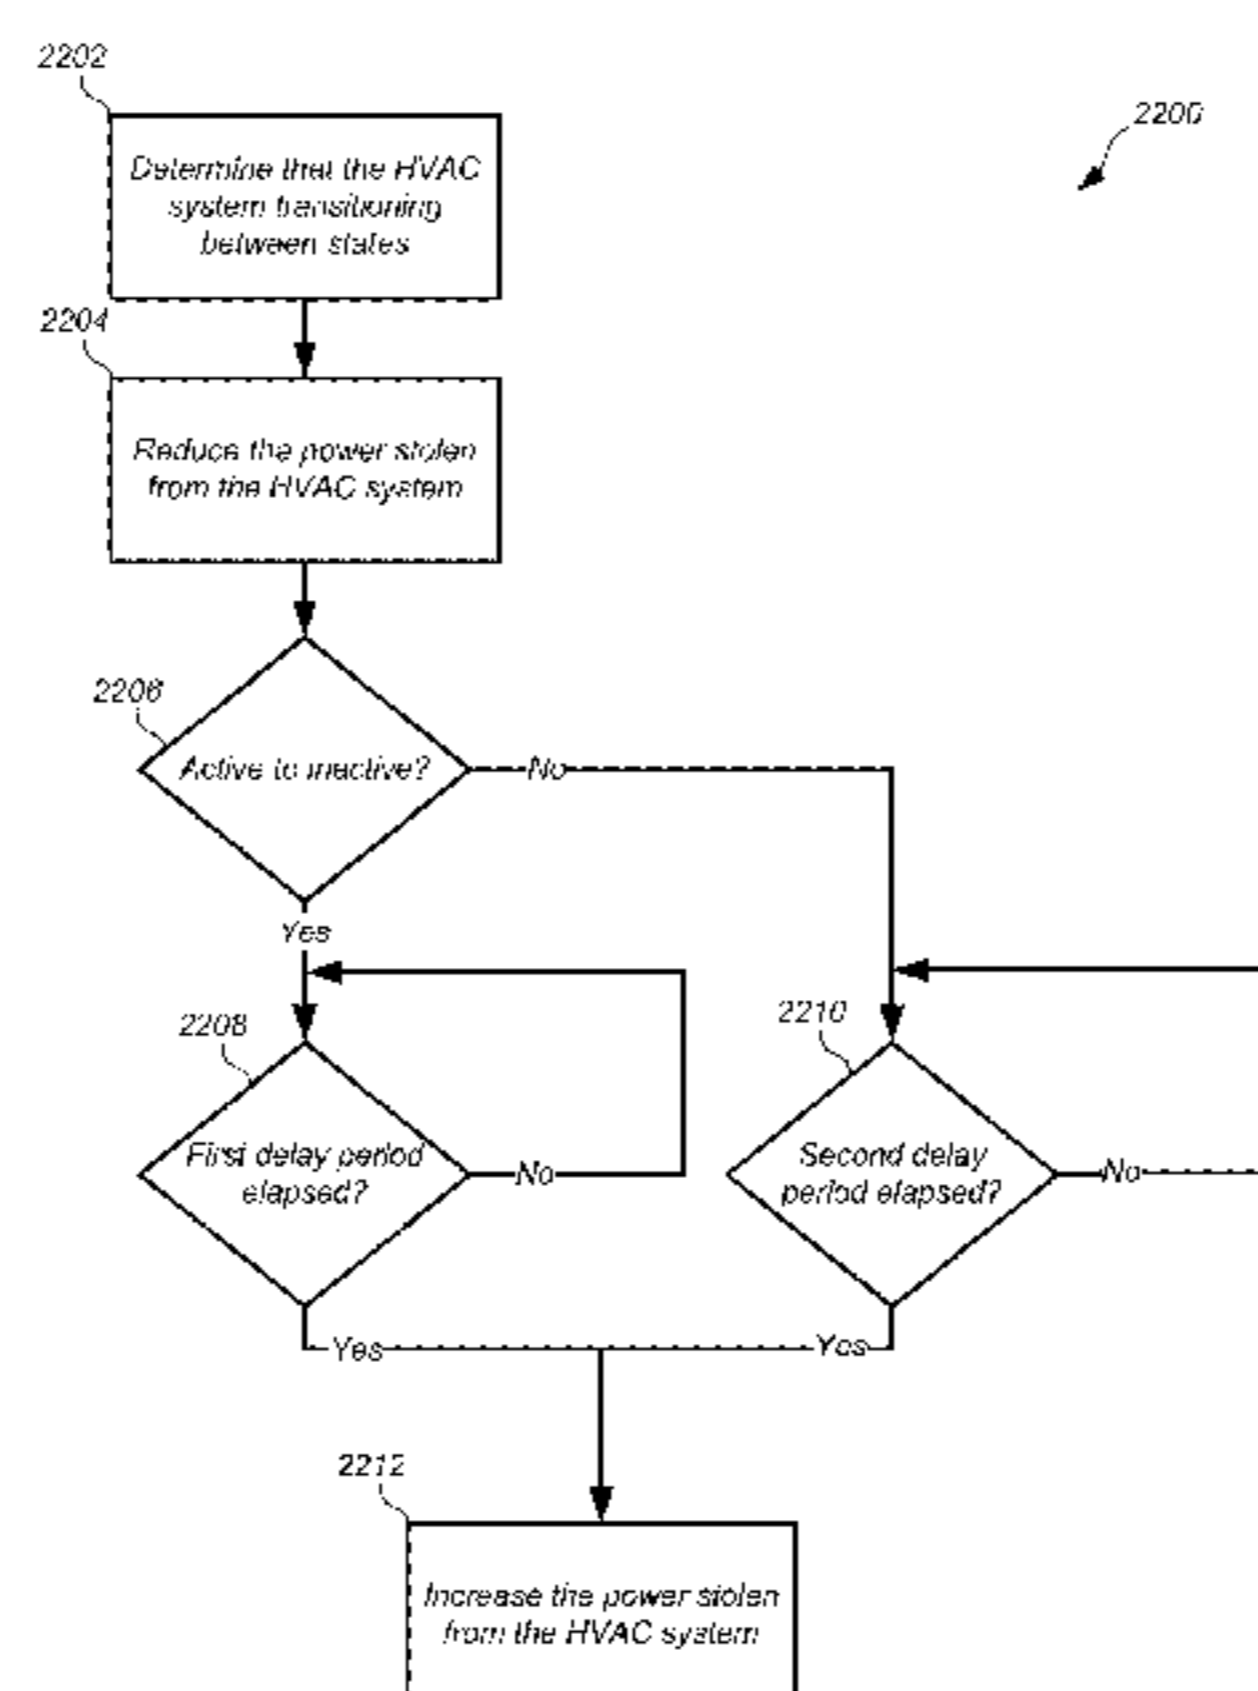 2202
2200
Determine that the HVAC
system transitioning
between states
2204
Reduce the power stolen
from the HVAC system
2206
Active to inactive?
No
Yes
2208
2210
First delay period
elapsed?
No
Second delay
period elapsed?
No
Yes
Yes
2212
Increase the power stolen
from the HVAC system